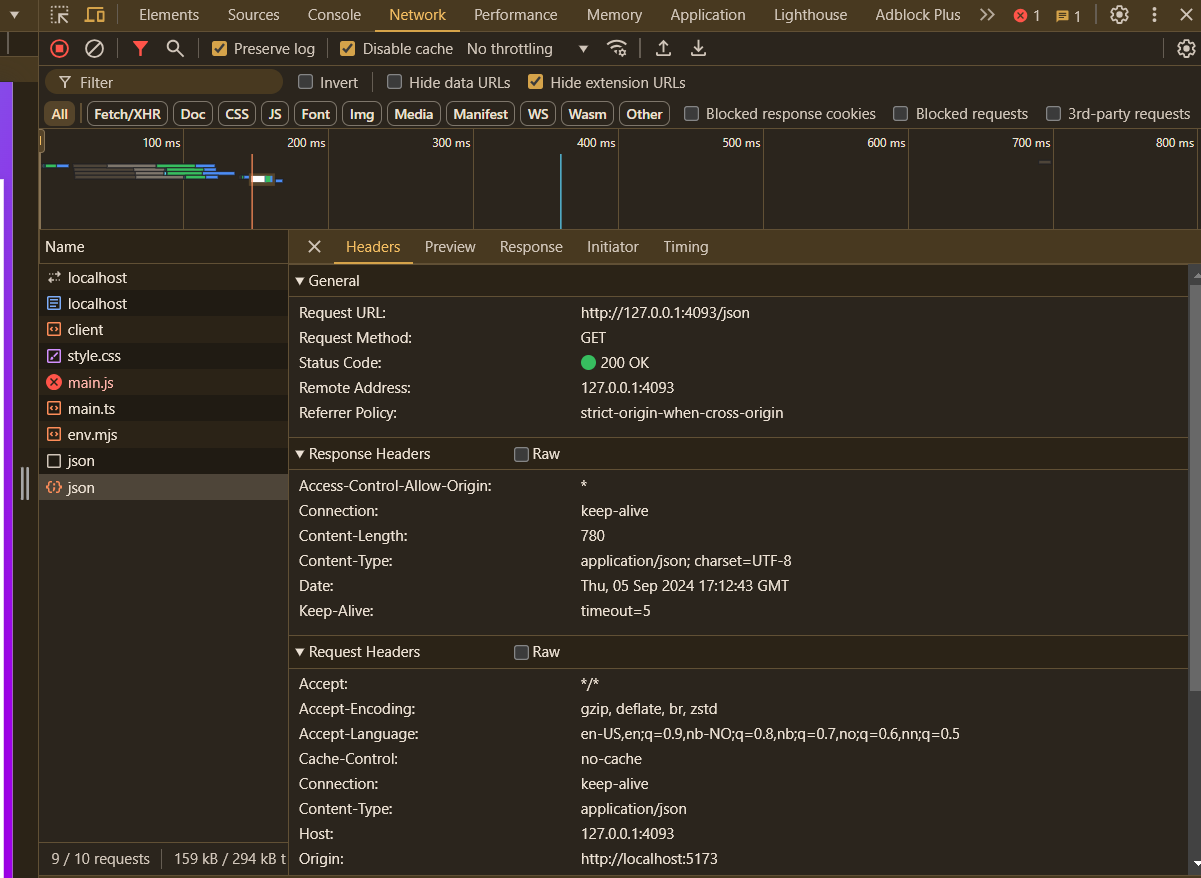 Elements Sources Console Network Performance Memory Application Lighthouse Adblock Plus 1 1
Preserve log Disable cache No throttling
Filter Invert Hide data URLs Hide extension URLs
All Fetch/XHR Doc CSS JS Font Img Media Manifest WS Wasm Other Blocked response cookies Blocked requests 3rd-party requests
100 ms 200 ms 300 ms 400 ms 500 ms 600 ms 700 ms 800 ms
Name
localhost
localhost
client
style.css
main.js
main.ts
env.mjs
json
json
9 / 10 requests 159 kB / 294 kB t
Headers Preview Response Initiator Timing
General
Request URL: http://127.0.0.1:4093/json
Request Method: GET
Status Code: 200 OK
Remote Address: 127.0.0.1:4093
Referrer Policy: strict-origin-when-cross-origin
Response Headers Raw
Access-Control-Allow-Origin: *
Connection: keep-alive
Content-Length: 780
Content-Type: application/json; charset=UTF-8
Date: Thu, 05 Sep 2024 17:12:43 GMT
Keep-Alive: timeout=5
Request Headers Raw
Accept: */*
Accept-Encoding: gzip, deflate, br, zstd
Accept-Language: en-US,en;q=0.9,nb-NO;q=0.8,nb;q=0.7,no;q=0.6,nn;q=0.5
Cache-Control: no-cache
Connection: keep-alive
Content-Type: application/json
Host: 127.0.0.1:4093
Origin: http://localhost:5173